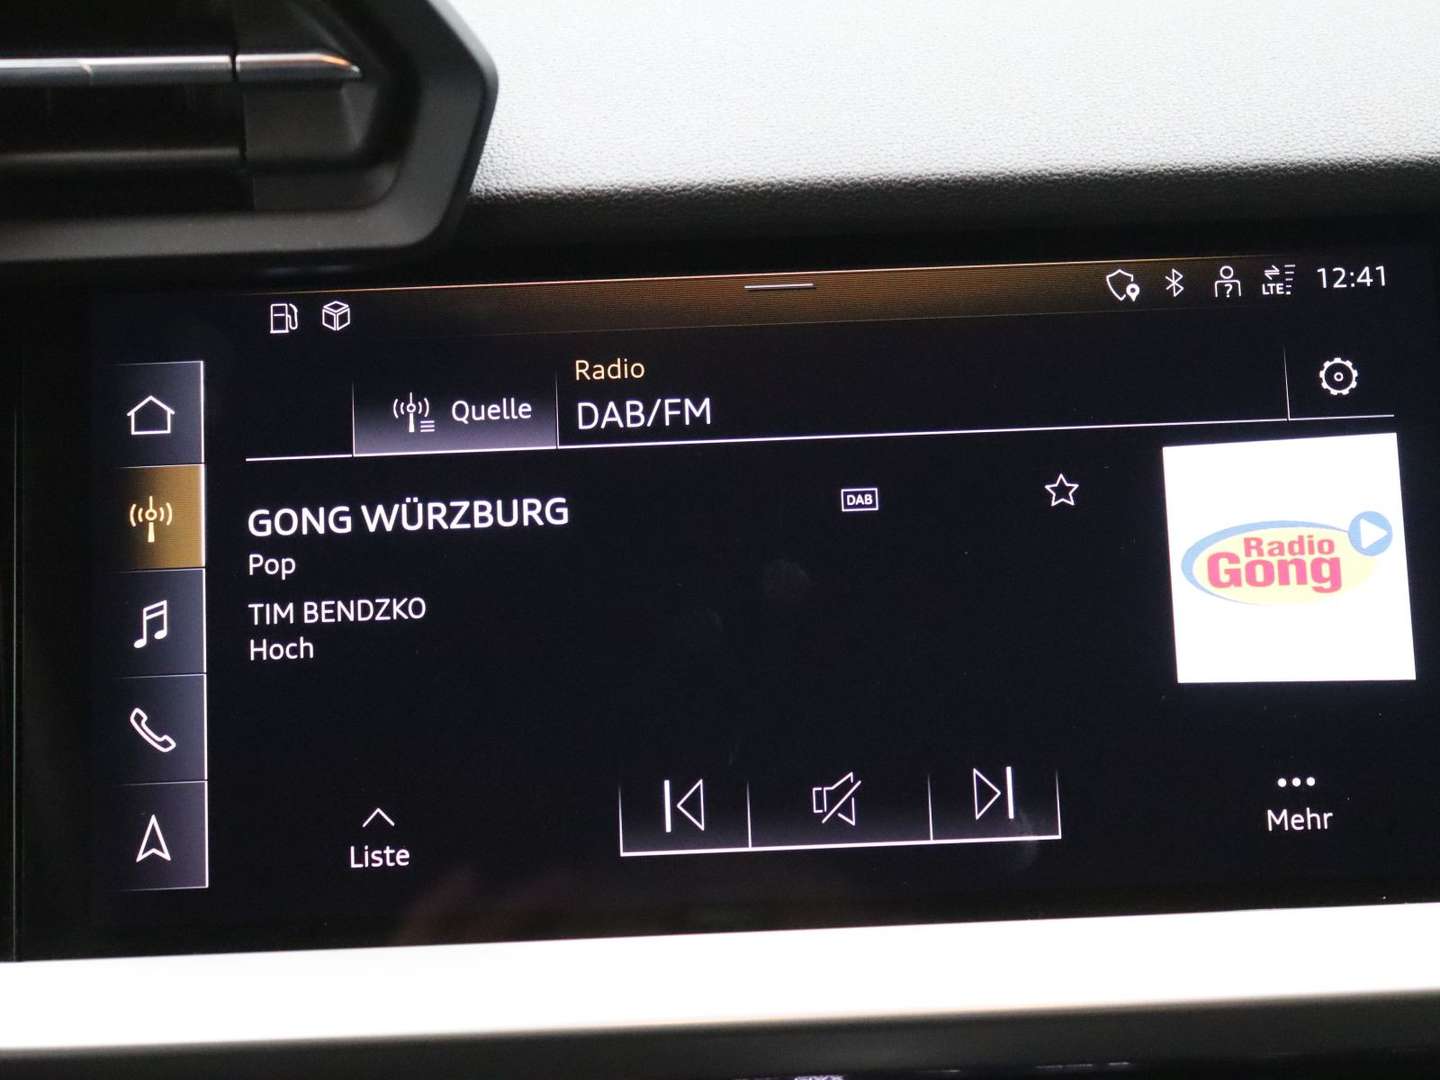 LTE
12:41
Quelle
Radio
DAB/FM
GONG WÜRZBURG
DAB
Pop
TIM BENDZKO
Hoch
Radio
Gong
Liste
Mehr